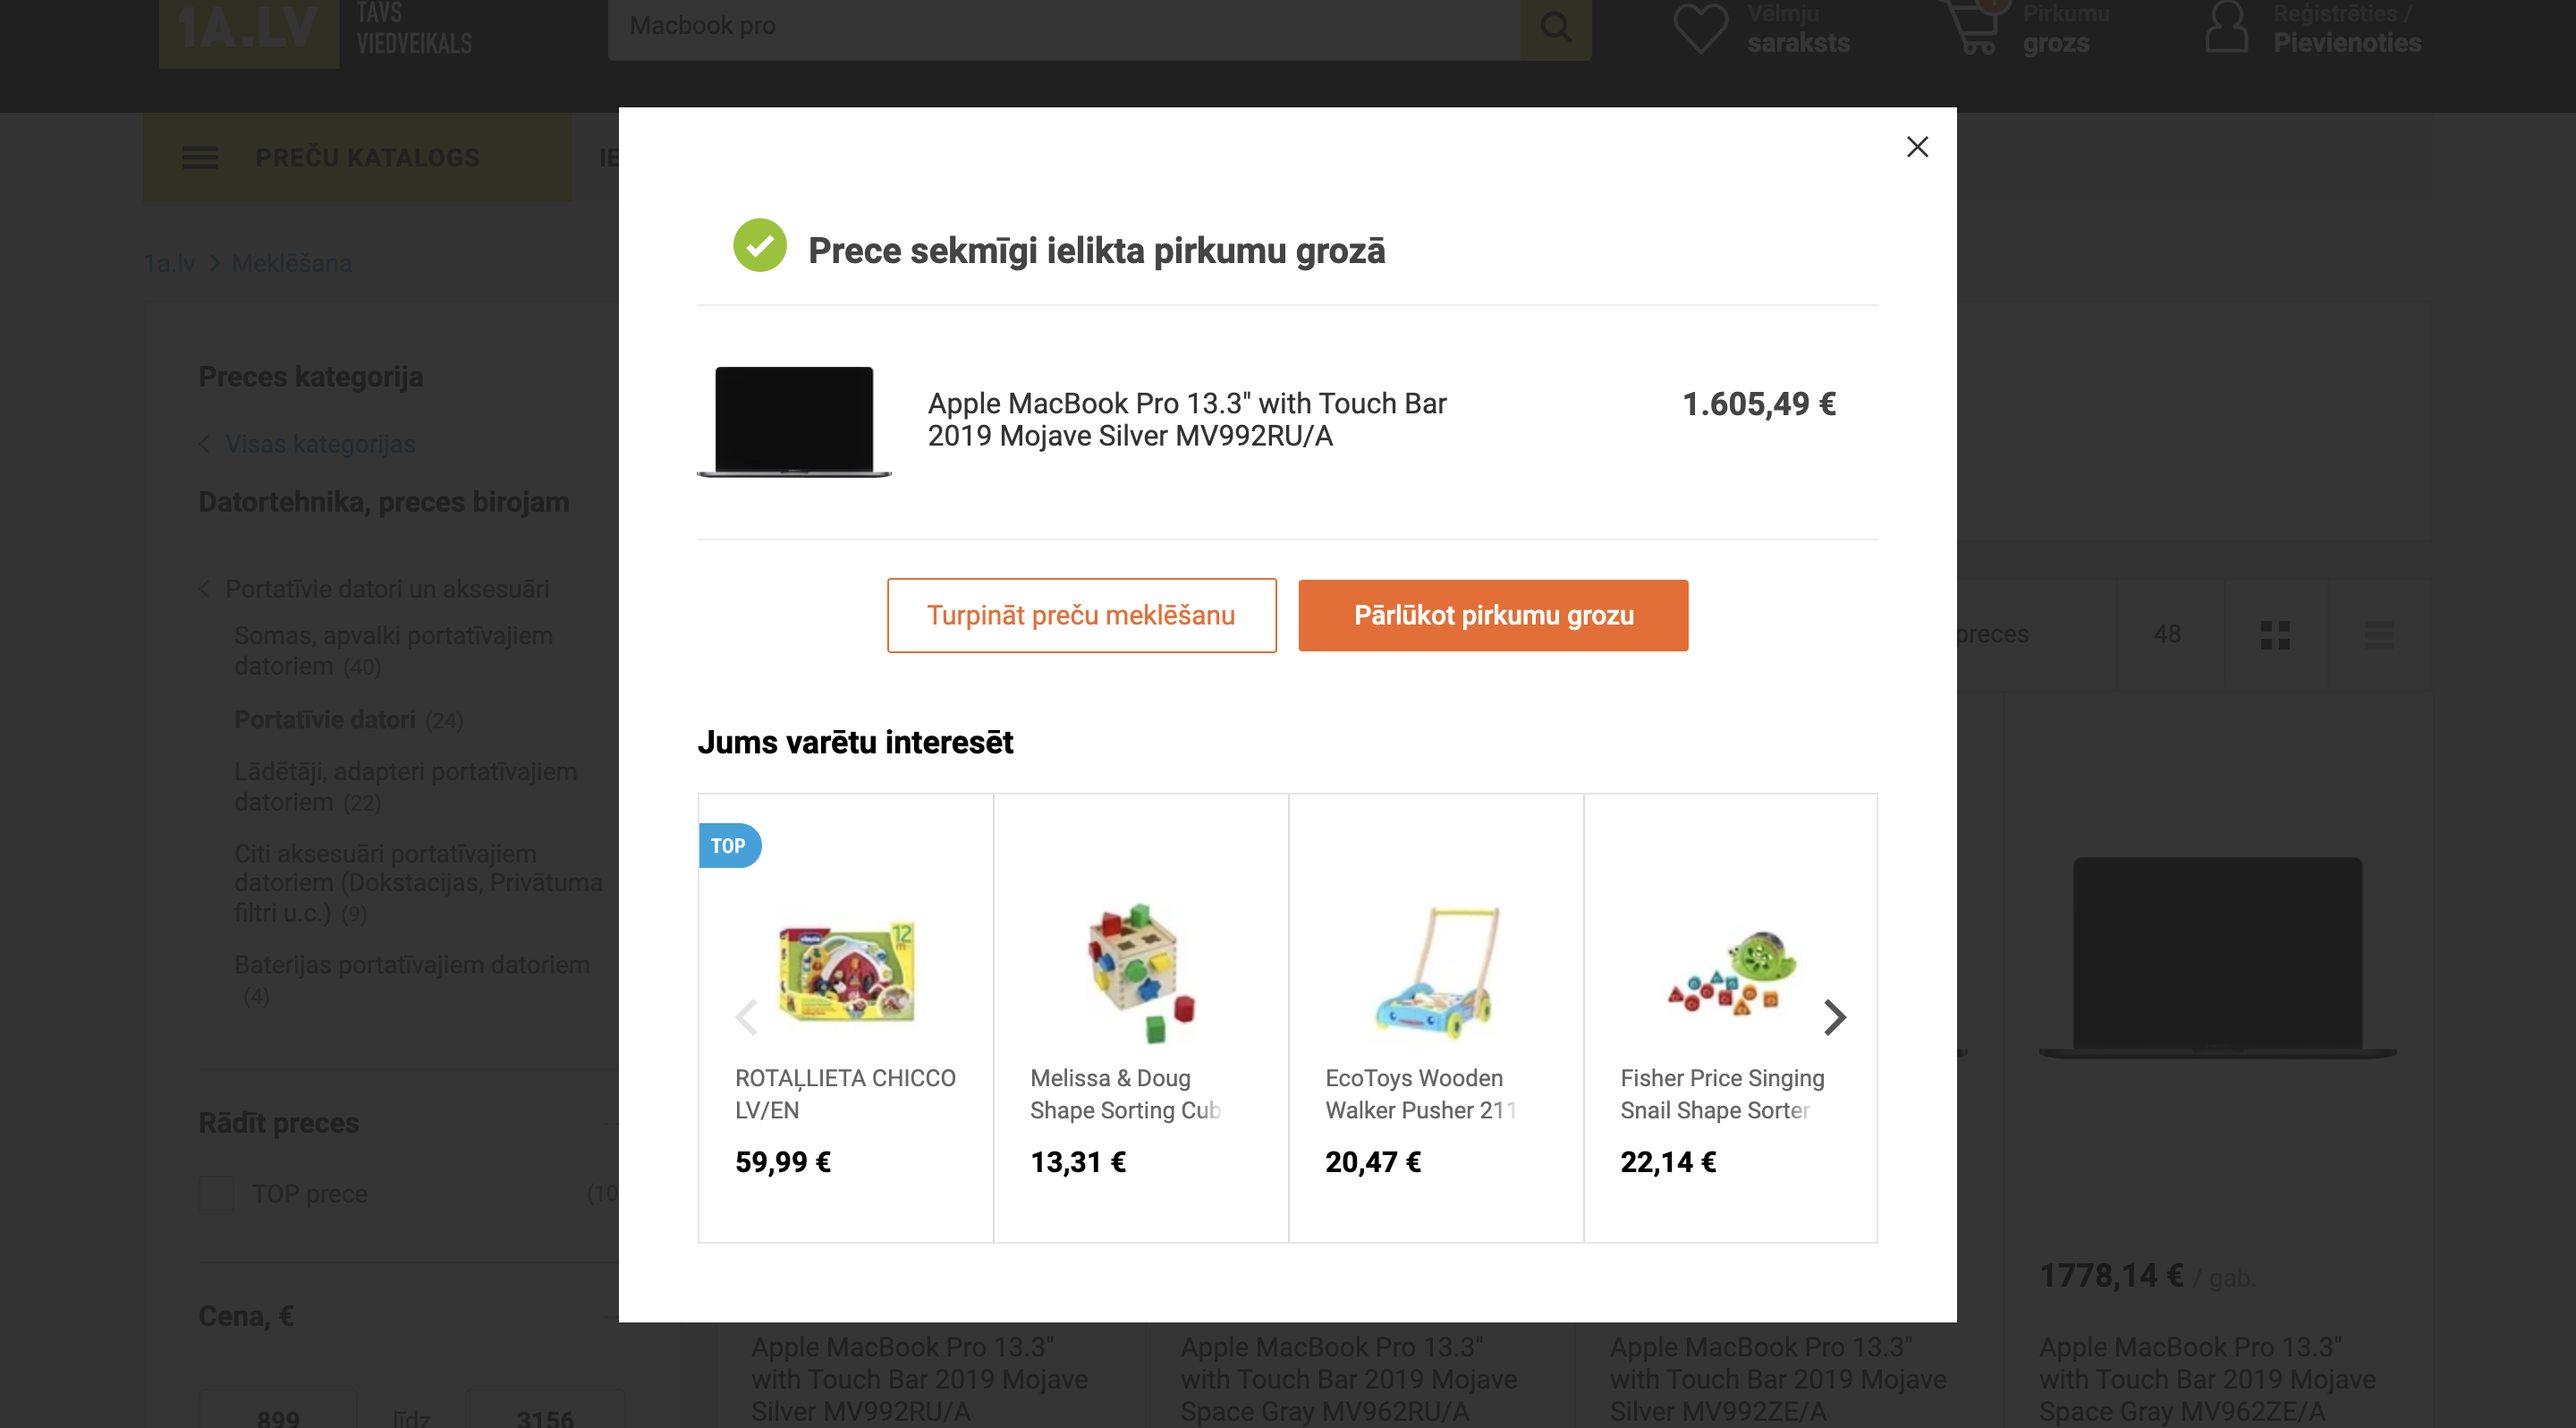 1A.LV
TAVS
VIEDVEIKALS
Macbook pro
Vēlmju
saraksts
Pirkumu
grozs
Reģistrēties /
Pievienoties
PREČU KATALOGS
IE
1a.lv > Meklēšana
Preces kategorija
Visas kategorijas
Datortehnika, preces birojam
Portatīvie datori un aksesuāri
Somas, apvalki portatīvajiem
datoriem (40)
Portatīvie datori (24)
Lādētāji, adapteri portatīvajiem
datoriem (22)
Citi aksesuāri portatīvajiem
datoriem (Dokstacijas, Privātuma
filtri u.c.) (9)
Baterijas portatīvajiem datoriem
(4)
Rādīt preces
TOP prece (10
Cena, €
899 līdz 3156
Prece sekmīgi ielikta pirkumu grozā
Apple MacBook Pro 13.3" with Touch Bar
2019 Mojave Silver MV992RU/A
1.605,49 €
Turpināt preču meklēšanu
Pārlūkot pirkumu grozu
Jums varētu interesēt
TOP
12
ROTAĻLIETA CHICCO
LV/EN
59,99 €
Melissa & Doug
Shape Sorting Cub
13,31 €
EcoToys Wooden
Walker Pusher 211
20,47 €
Fisher Price Singing
Snail Shape Sorter
22,14 €
preces
48
1778,14 € / gab.
Apple MacBook Pro 13.3"
with Touch Bar 2019 Mojave
Silver MV992RU/A
Apple MacBook Pro 13.3"
with Touch Bar 2019 Mojave
Space Gray MV962RU/A
Apple MacBook Pro 13.3"
with Touch Bar 2019 Mojave
Silver MV992ZE/A
Apple MacBook Pro 13.3"
with Touch Bar 2019 Mojave
Space Gray MV962ZE/A